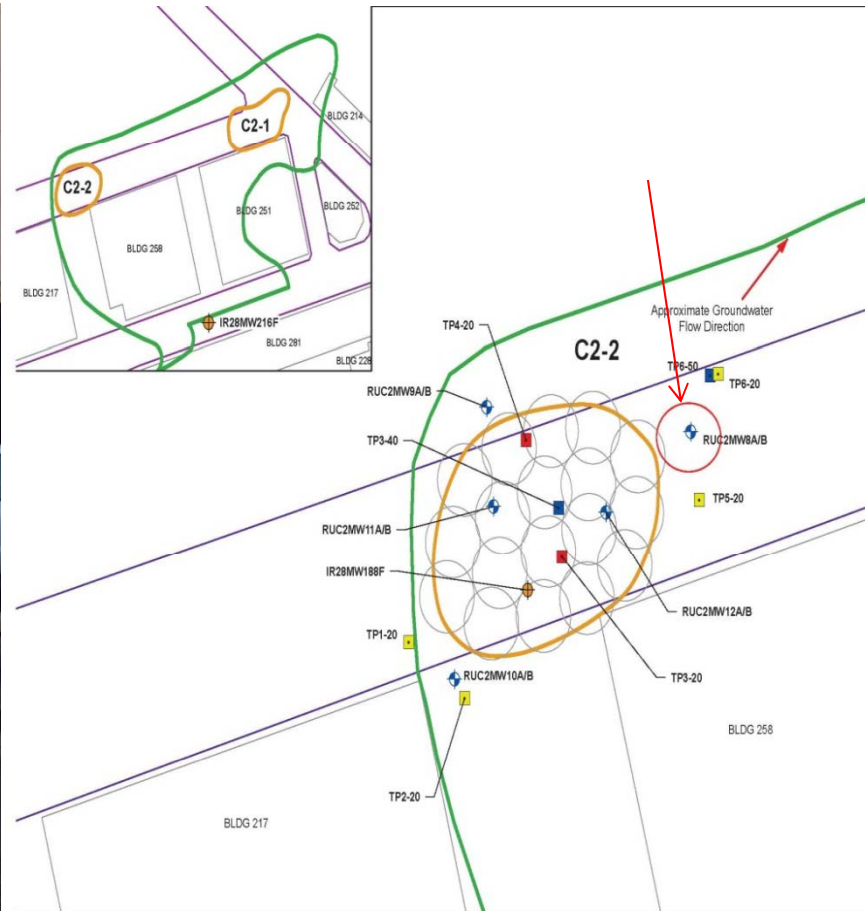 BLDG 214
C2-1
C2-2
BLDG 251
BLDG 252
BLDG 258
BLDG 217
IR28MW216F
BLDG 281
BLDG 228
Approximate Groundwater
Flow Direction
TP4-20
C2-2
TP6-50
TP6-20
RUC2MW9A/B
TP3-40
RUC2MW8A/B
TP5-20
RUC2MW11A/B
IR28MW188F
RUC2MW12A/B
TP1-20
RUC2MW10A/B
TP3-20
BLDG 258
TP2-20
BLDG 217